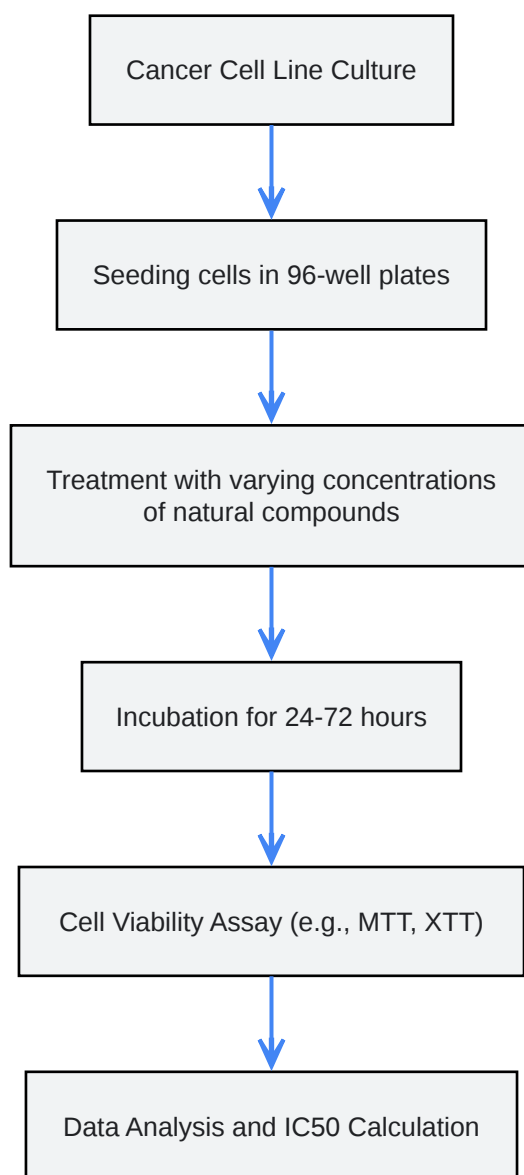 Cancer Cell Line Culture
Seeding cells in 96-well plates
Treatment with varying concentrations
of natural compounds
Incubation for 24-72 hours
Cell Viability Assay (e.g., MTT, XTT)
Data Analysis and IC50 Calculation